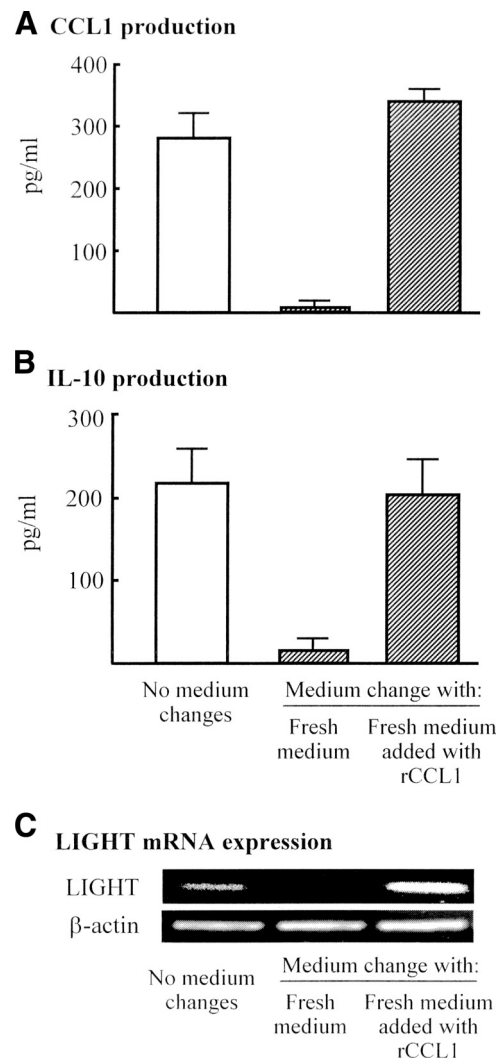 A CCL1 production
400
300
200
100
pg/ml
B IL-10 production
300
200
100
pg/ml
No medium changes
Medium change with:
Fresh medium
Fresh medium added with rCCL1
C LIGHT mRNA expression
LIGHT
β-actin
No medium changes
Medium change with:
Fresh medium
Fresh medium added with rCCL1